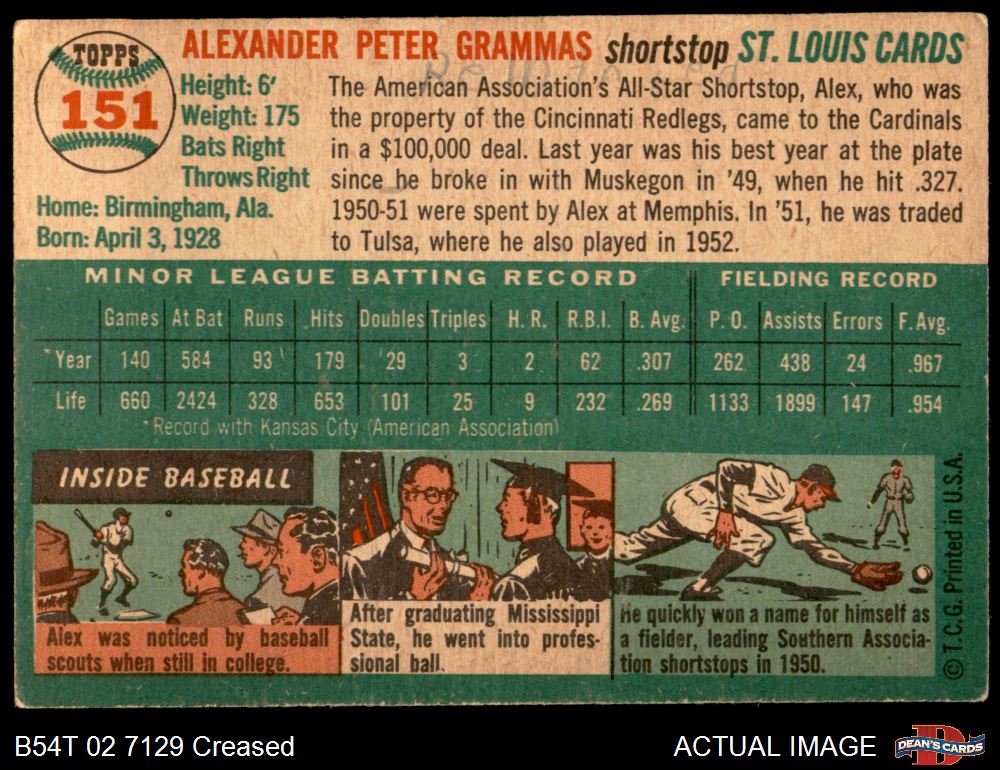 TOPPS
151
ALEXANDER PETER GRAMMAS shortstop ST. LOUIS CARDS
Height: 6'
Weight: 175
Bats Right
Throws Right
Home: Birmingham, Ala.
Born: April 3, 1928
The American Association's All-Star Shortstop, Alex, who was
the property of the Cincinnati Redlegs, came to the Cardinals
in a $100,000 deal. Last year was his best year at the plate
since he broke in with Muskegon in '49, when he hit .327.
1950-51 were spent by Alex at Memphis. In '51, he was traded
to Tulsa, where he also played in 1952.
MINOR LEAGUE BATTING RECORD FIELDING RECORD
Games At Bat Runs Hits Doubles Triples H. R. R.B.I. B. Avg. P. O. Assists Errors F. Avg.
*Year 140 584 93 179 29 3 2 62 .307 262 438 24 .967
Life 660 2424 328 653 101 25 9 232 .269 1133 1899 147 .954
*Record with Kansas City (American Association)
INSIDE BASEBALL
Alex was noticed by baseball
scouts when still in college.
After graduating Mississippi
State, he went into profes-
sional ball.
He quickly won a name for himself as
a fielder, leading Southern Associa-
tion shortstops in 1950.
© T.C.G. Printed in U.S.A.
B54T 02 7129 Creased
ACTUAL IMAGE
D
DEAN'S CARDS